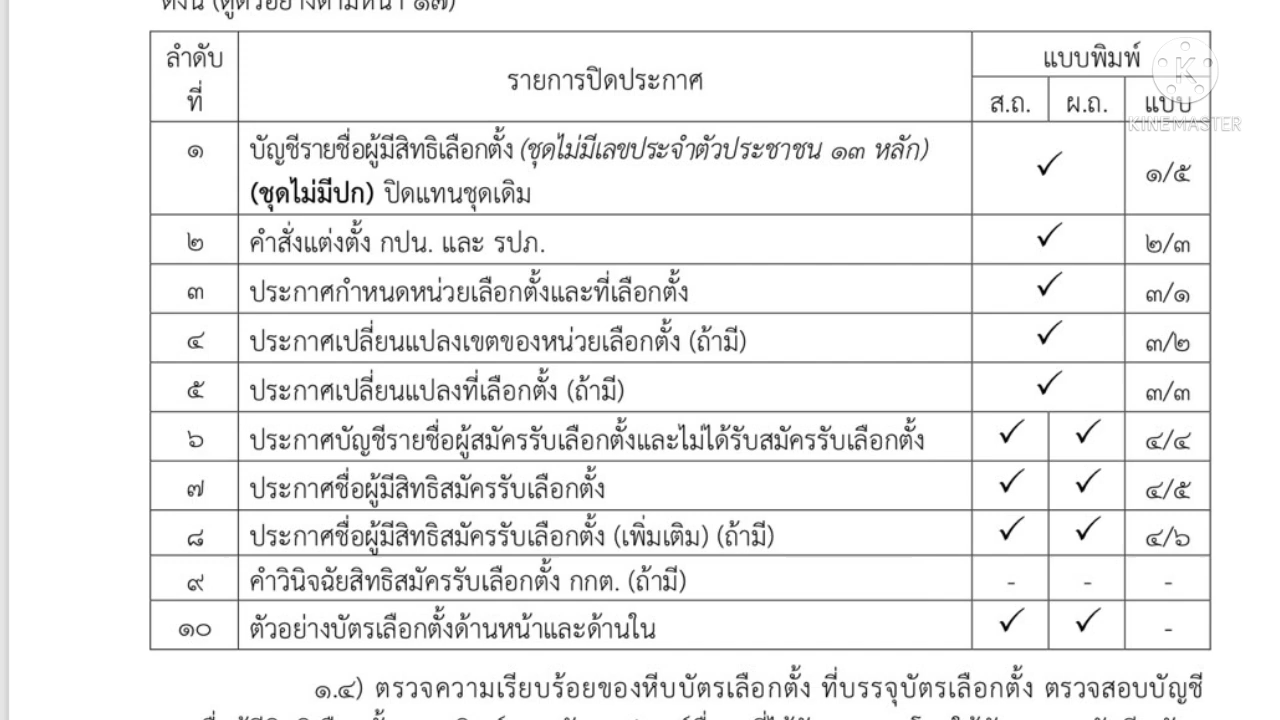 ดังนี้ (ดูตัวอย่างตามหน้า ๑๗)
ลำดับที่ รายการปิดประกาศ แบบพิมพ์
ส.ถ. ผ.ถ. แบบ
KINEMASTER
๑ บัญชีรายชื่อผู้มีสิทธิเลือกตั้ง (ชุดไม่มีเลขประจำตัวประชาชน ๑๓ หลัก)
(ชุดไม่มีปก) ปิดแทนชุดเดิม ✓ ๑/๕
๒ คำสั่งแต่งตั้ง กปน. และ รปภ. ✓ ๒/๓
๓ ประกาศกำหนดหน่วยเลือกตั้งและที่เลือกตั้ง ✓ ๓/๑
๔ ประกาศเปลี่ยนแปลงเขตของหน่วยเลือกตั้ง (ถ้ามี) ✓ ๓/๒
๕ ประกาศเปลี่ยนแปลงที่เลือกตั้ง (ถ้ามี) ✓ ๓/๓
๖ ประกาศบัญชีรายชื่อผู้สมัครรับเลือกตั้งและไม่ได้รับสมัครรับเลือกตั้ง ✓ ✓ ๔/๔
๗ ประกาศชื่อผู้มีสิทธิสมัครรับเลือกตั้ง ✓ ✓ ๔/๕
๘ ประกาศชื่อผู้มีสิทธิสมัครรับเลือกตั้ง (เพิ่มเติม) (ถ้ามี) ✓ ✓ ๔/๖
๙ คำวินิจฉัยสิทธิสมัครรับเลือกตั้ง กกต. (ถ้ามี) - - -
๑๐ ตัวอย่างบัตรเลือกตั้งด้านหน้าและด้านใน ✓ ✓ -
๑.๔) ตรวจความเรียบร้อยของหีบบัตรเลือกตั้ง ที่บรรจุบัตรเลือกตั้ง ตรวจสอบบัญชี